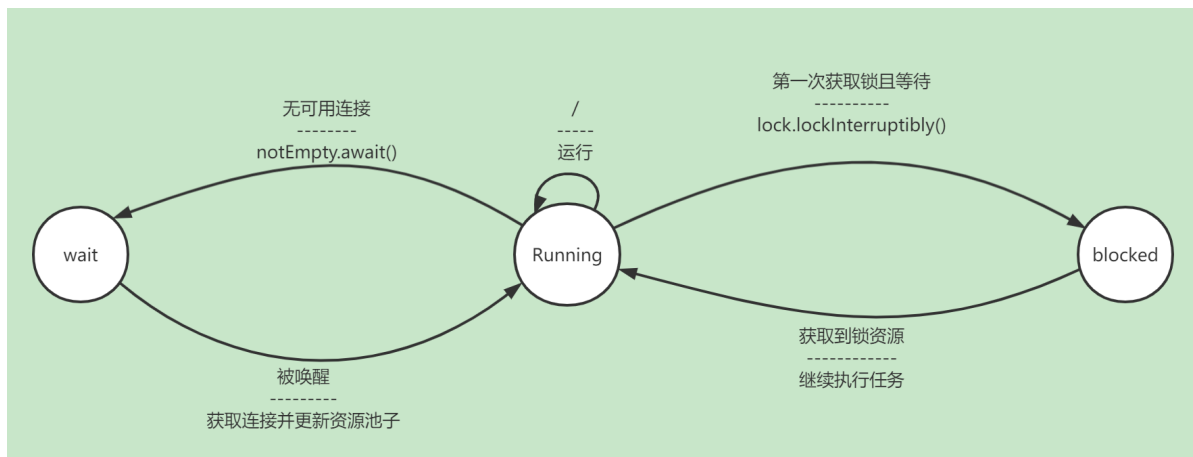 第一次获取锁且等待
----------
lock.lockInterruptibly()
无可用连接
--------
notEmpty.await()
/
-----
运行
wait
Running
blocked
获取到锁资源
------------
继续执行任务
被唤醒
---------
获取连接并更新资源池子